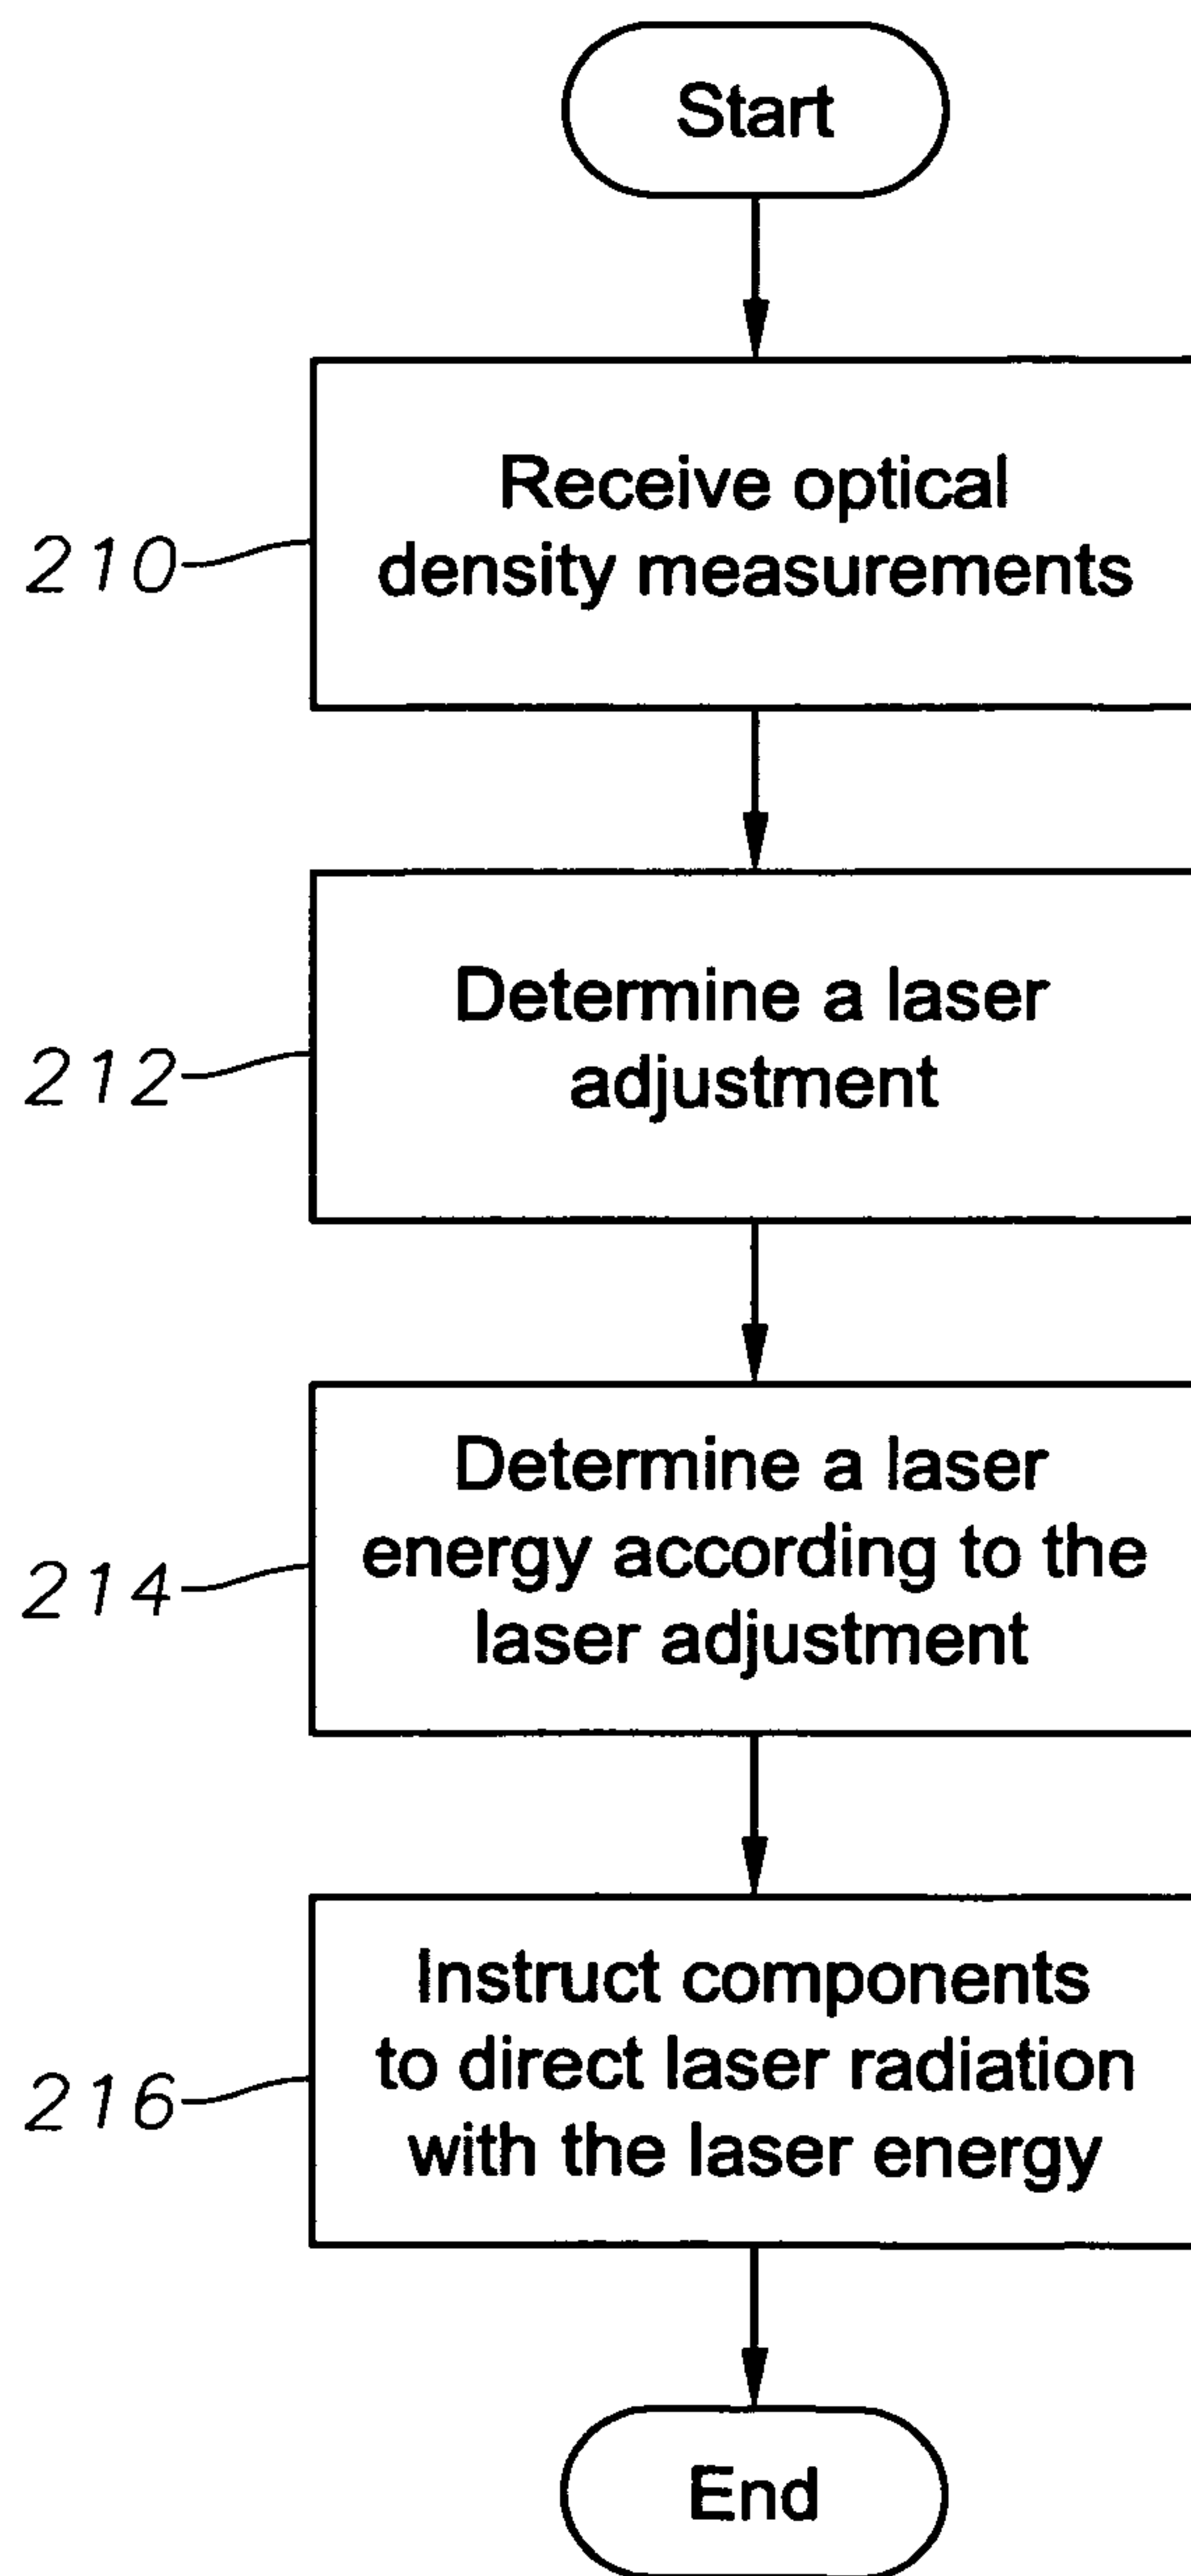 Start
210
Receive optical
density measurements
212
Determine a laser
adjustment
214
Determine a laser
energy according to the
laser adjustment
216
Instruct components
to direct laser radiation
with the laser energy
End